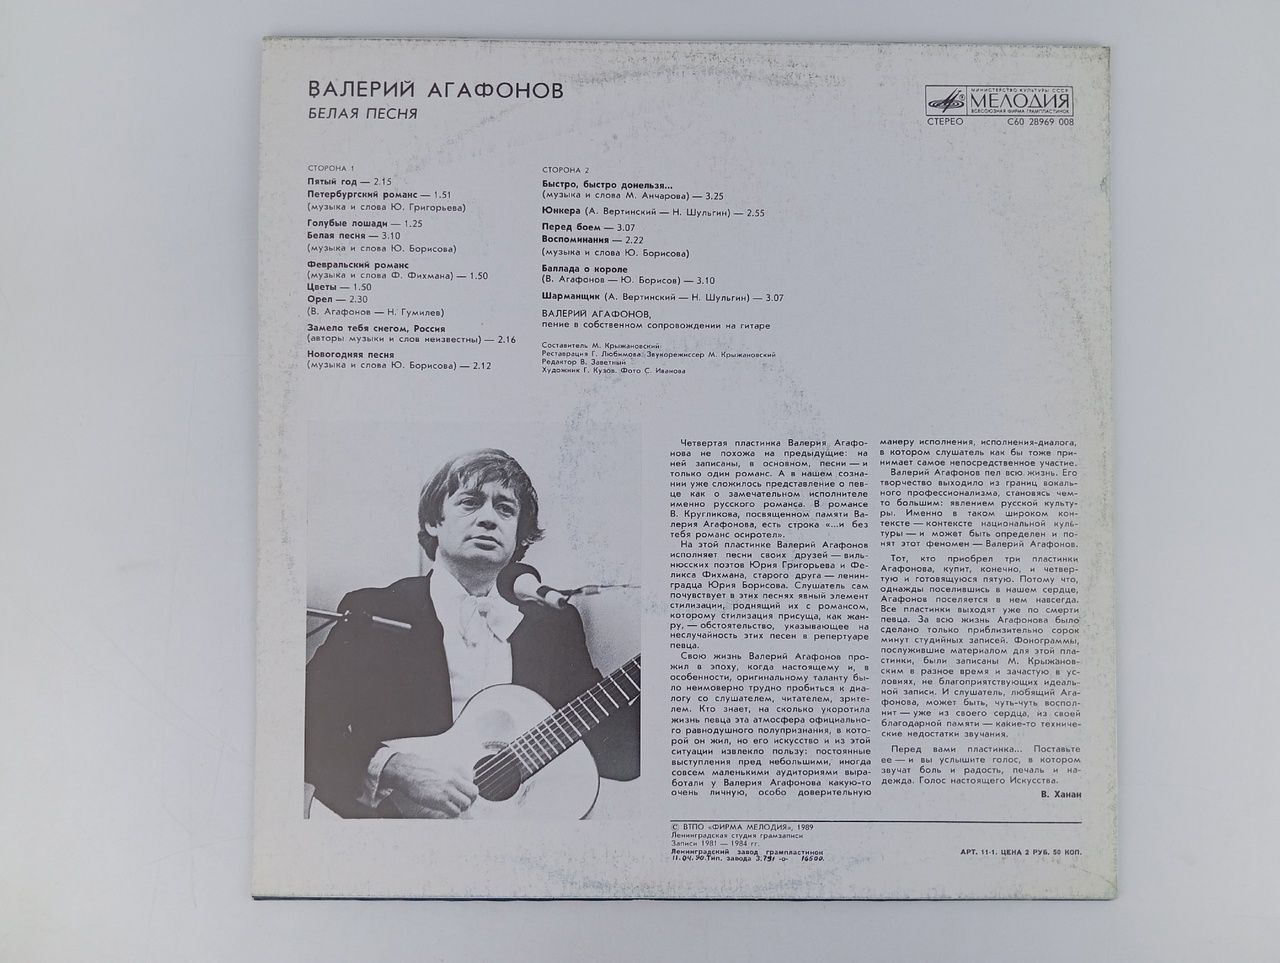 ВАЛЕРИЙ АГАФОНОВ
БЕЛАЯ ПЕСНЯ
МИНИСТЕРСТВО КУЛЬТУРЫ СССР
МЕЛОДИЯ
ВСЕСОЮЗНАЯ ФИРМА ГРАМПЛАСТИНОК
СТЕРЕО С60 28969 008
СТОРОНА 1
Пятый год — 2.15
Петербургский романс — 1.51
(музыка и слова Ю. Григорьева)
Голубые лошади — 1.25
Белая песня — 3.10
(музыка и слова Ю. Борисова)
Февральский романс
(музыка и слова Ф. Фихмана) — 1.50
Цветы — 1.50
Орел — 2.30
(В. Агафонов — Н. Гумилев)
Замело тебя снегом, Россия
(авторы музыки и слов неизвестны) — 2.16
Новогодняя песня
(музыка и слова Ю. Борисова) — 2.12
СТОРОНА 2
Быстро, быстро донельзя...
(музыка и слова М. Анчарова) — 3.25
Юнкера (А. Вертинский — Н. Шульгин) — 2.55
Перед боем — 3.07
Воспоминания — 2.22
(музыка и слова Ю. Борисова)
Баллада о короле
(В. Агафонов — Ю. Борисов) — 3.10
Шарманщик (А. Вертинский — Н. Шульгин) — 3.07
ВАЛЕРИЙ АГАФОНОВ,
пение в собственном сопровождении на гитаре
Составитель М. Крыжановский
Реставрация Г. Любимова. Звукорежиссер М. Крыжановский
Редактор В. Заветный
Художник Г. Кузов. Фото С. Иванова
Четвертая пластинка Валерия Агафо-
нова не похожа на предыдущие: на
ней записаны, в основном, песни — и
только один романс. А в нашем созна-
нии уже сложилось представление о пев-
це как о замечательном исполнителе
именно русского романса. В романсе
В. Кругликова, посвященном памяти Ва-
лерия Агафонова, есть строка «...и без
тебя романс осиротел».
На этой пластинке Валерий Агафонов
исполняет песни своих друзей — виль-
нюсских поэтов Юрия Григорьева и Фе-
ликса Фихмана, старого друга — ленин-
градца Юрия Борисова. Слушатель сам
почувствует в этих песнях явный элемент
стилизации, роднящий их с романсом,
которому стилизация присуща, как жан-
ру, — обстоятельство, указывающее на
неслучайность этих песен в репертуаре
певца.
Свою жизнь Валерий Агафонов про-
жил в эпоху, когда настоящему и, в
особенности, оригинальному таланту бы-
ло неимоверно трудно пробиться к диа-
логу со слушателем, читателем, зрите-
лем. Кто знает, на сколько укоротила
жизнь певца эта атмосфера официально-
го равнодушного полупризнания, в кото-
рой он жил, но его искусство и из этой
ситуации извлекло пользу: постоянные
выступления пред небольшими, иногда
совсем маленькими аудиториями выра-
ботали у Валерия Агафонова какую-то
очень личную, особо доверительную
манеру исполнения, исполнения-диалога,
в котором слушатель как бы тоже при-
нимает самое непосредственное участие.
Валерий Агафонов пел всю жизнь. Его
творчество выходило из границ вокаль-
ного профессионализма, становясь чем-
то большим: явлением русской культу-
ры. Именно в таком широком кон-
тексте — контексте национальной куль-
туры — и может быть определен и по-
нят этот феномен — Валерий Агафонов.
Тот, кто приобрел три пластинки
Агафонова, купит, конечно, и четвер-
тую и готовящуюся пятую. Потому что,
однажды поселившись в нашем сердце,
Агафонов поселяется в нем навсегда.
Все пластинки выходят уже по смерти
певца. За всю жизнь Агафонова было
сделано только приблизительно сорок
минут студийных записей. Фонограммы,
послужившие материалом для этой пла-
стинки, были записаны М. Крыжанов-
ским в разное время и зачастую в ус-
ловиях, не благоприятствующих идеаль-
ной записи. И слушатель, любящий Ага-
фонова, может быть, чуть-чуть воспол-
нит — уже из своего сердца, из своей
благодарной памяти — какие-то техниче-
ские недостатки звучания.
Перед вами пластинка... Поставьте
ее — и вы услышите голос, в котором
звучат боль и радость, печаль и на-
дежда. Голос настоящего Искусства.
В. Ханан
© ВТПО «ФИРМА МЕЛОДИЯ», 1989
Ленинградская студия грамзаписи
Записи 1981 — 1984 гг.
Ленинградский завод грампластинок
11.04.90. Тип. завода З.791 -0- 16500.
АРТ. 11-1. ЦЕНА 2 РУБ. 50 КОП.